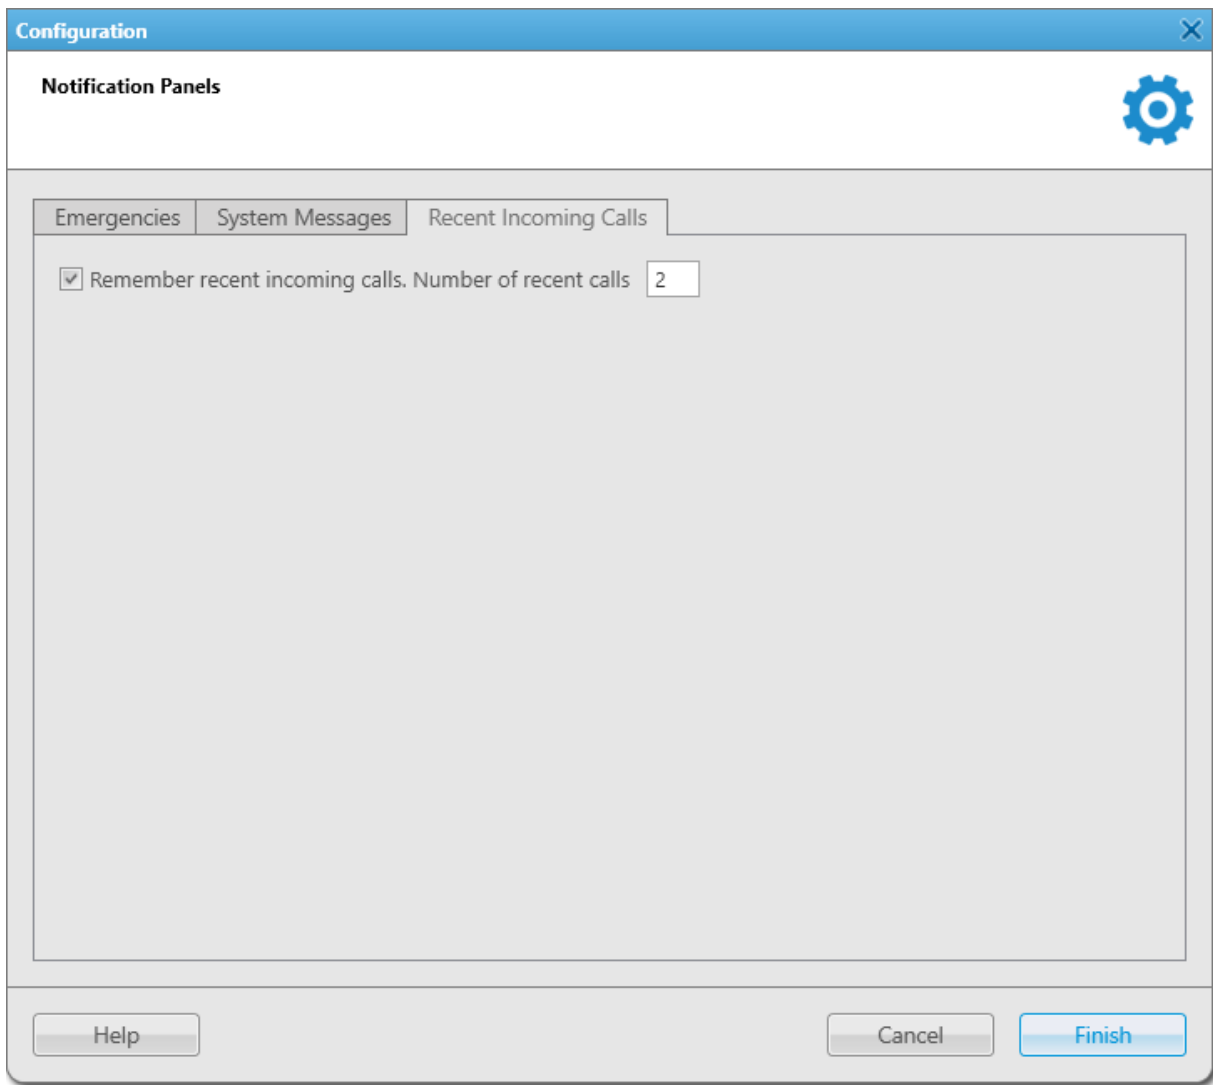 Configuration
Notification Panels
Emergencies System Messages Recent Incoming Calls
Remember recent incoming calls. Number of recent calls 2
Help Cancel Finish